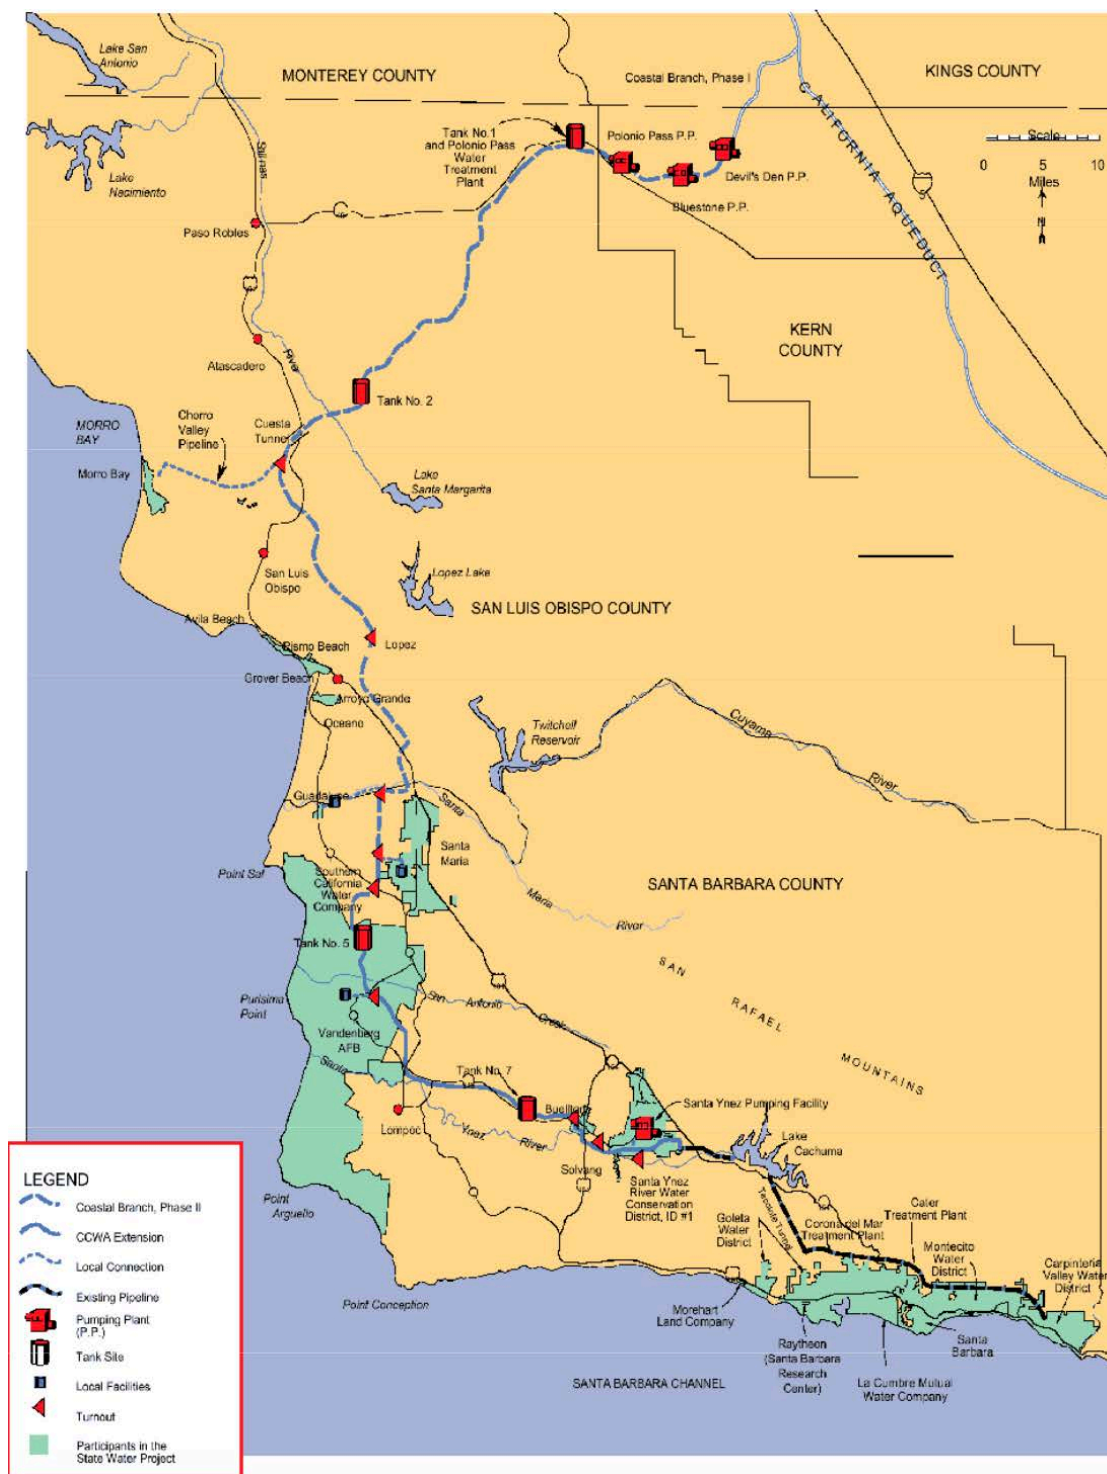 Lake San
Antonio
MONTEREY COUNTY
Coastal Branch, Phase I
KINGS COUNTY
CALIFORNIA AQUEDUCT
Tank No.1
and Polonio Pass
Water
Treatment
Plant
Polonio Pass P.P.
Scale
0 5 10
Miles
N
Devil's Den P.P.
Bluestone P.P.
5
Lake
Nacimiento
Salinas
River
Paso Robles
KERN
COUNTY
Atascadero
Tank No. 2
MORRO
BAY
Chorro
Valley
Pipeline
Cuesta
Tunne
Morro Bay
Lake
Santa Margarita
San Luis
Obispo
Lopez Lake
SAN LUIS OBISPO COUNTY
Avila Beach
Pismo Beach
Lopez
Grover Beach
Arroyo Grande
Oceano
Twitchell
Reservoir
Cuyama
River
Guadalupe
Santa
Maria
River
Santa
Maria
Point Sal
Southern
California
Water
Company
SANTA BARBARA COUNTY
Tank No. 5
SAN
RAFAEL
MOUNTAINS
Purisima
Point
San Antonio
Creek
Vandenberg
AFB
Santa
Ynez
River
Tank No. 7
Buellton
Santa Ynez Pumping Facility
Lompoc
Lake
Cachuma
Solvang
Santa Ynez
River Water
Conservation
District, ID #1
Point
Arguello
Tecolote Tunnel
Goleta
Water
District
Corona del Mar
Treatment Plant
Cater
Treatment Plant
Montecito
Water
District
Carpinteria
Valley Water
District
Point Conception
Morehart
Land Company
Raytheon
(Santa Barbara
Research
Center)
La Cumbre Mutual
Water Company
Santa
Barbara
SANTA BARBARA CHANNEL
LEGEND
Coastal Branch, Phase II
CCWA Extension
Local Connection
Existing Pipeline
Pumping Plant
(P.P.)
Tank Site
Local Facilities
Turnout
Participants in the
State Water Project